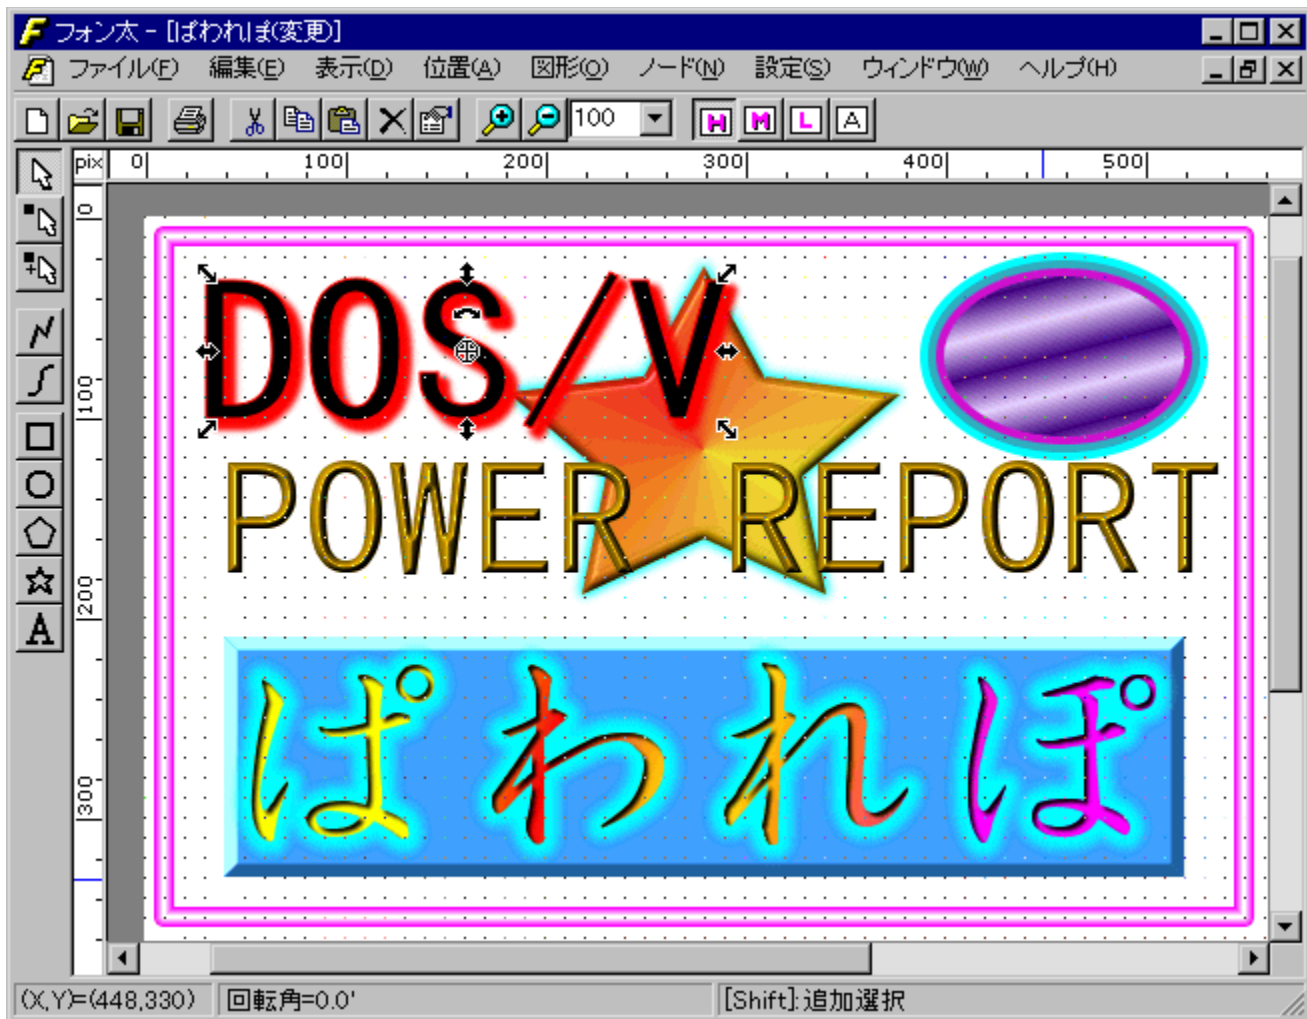 フォン太 - [ぱわれぽ(変更)]
ファイル(F) 編集(E) 表示(D) 位置(A) 図形(O) ノード(N) 設定(S) ウィンドウ(W) ヘルプ(H)
100 H M L A
pix 0 100 200 300 400 500
0
100
200
300
A
DOS/V
POWER REPORT
ぱわれぽ
(X,Y)=(448,330) 回転角=0.0' [Shift]:追加選択